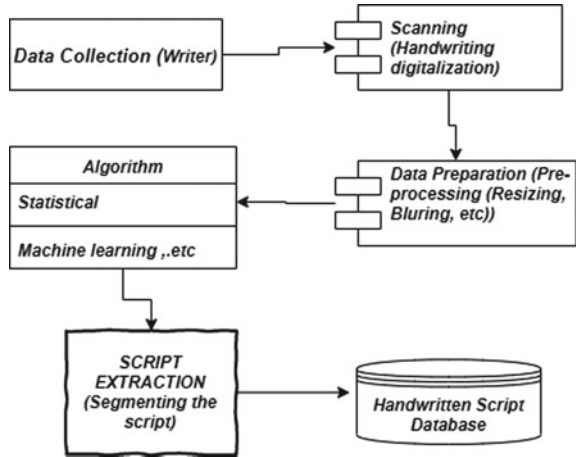 Data Collection (Writer)
Scanning
(Handwriting
digitalization)
Data Preparation (Pre-
processing (Resizing,
Bluring, etc))
Algorithm
Statistical
Machine learning ,.etc
SCRIPT
EXTRACTION
(Segmenting the
script)
Handwritten Script
Database